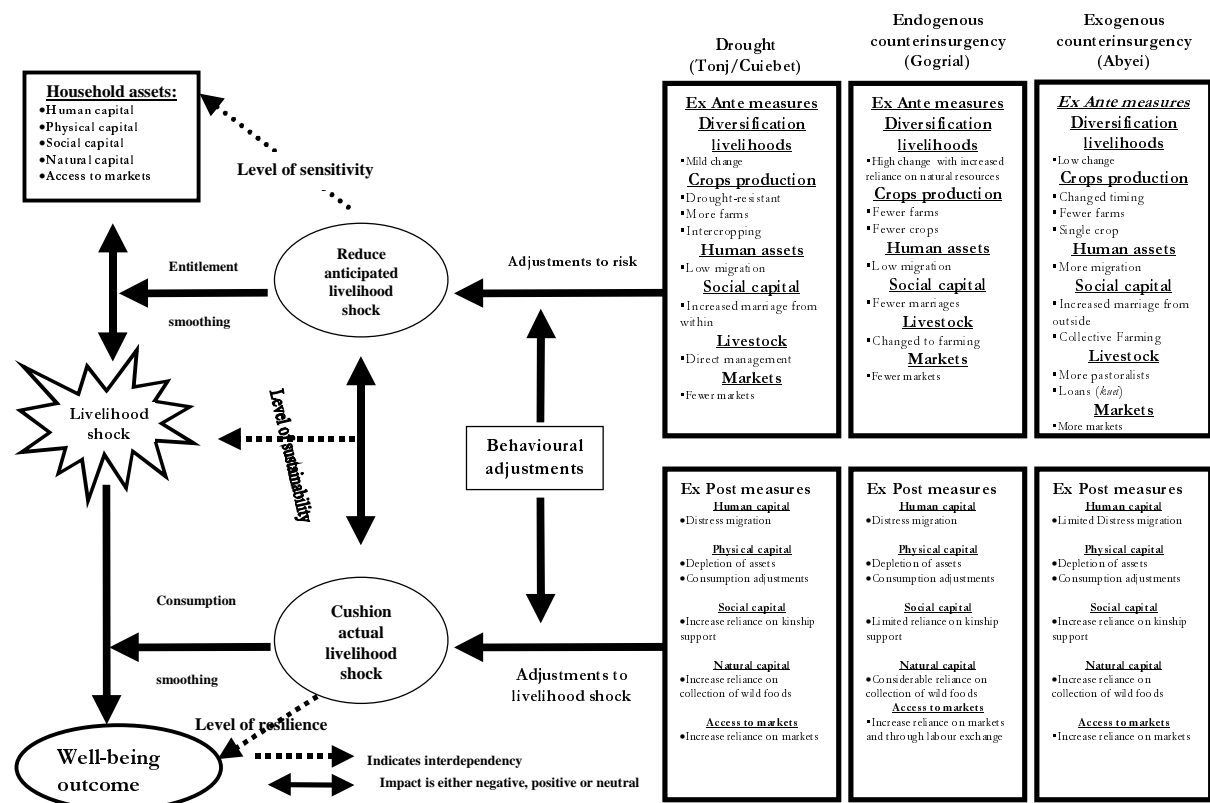 Drought
(Tonj/Cuiebet)
Endogenous
counterinsurgency
(Gogrial)
Exogenous
counterinsurgency
(Abyei)
Household assets:
•Human capital
•Physical capital
•Social capital
•Natural capital
•Access to markets
Level of sensitivity
Reduce
anticipated
livelihood
shock
Entitlement
smoothing
Adjustments to risk
Livelihood
shock
Level of sustainability
Behavioural
adjustments
Consumption
smoothing
Cushion
actual
livelihood
shock
Adjustments to
livelihood shock
Level of resilience
Well-being
outcome
Indicates interdependency
Impact is either negative, positive or neutral
Ex Ante measures
Diversification
livelihoods
▪Mild change
Crops production
▪Drought-resistant
▪More farms
▪Intercropping
Human assets
▪Low migration
Social capital
▪Increased marriage from
within
Livestock
▪Direct management
Markets
▪Fewer markets
Ex Ante measures
Diversification
livelihoods
▪High change with increased
reliance on natural resources
Crops production
▪Fewer farms
▪Fewer crops
Human assets
▪Low migration
Social capital
▪Fewer marriages
Livestock
▪Changed to farming
Markets
▪Fewer markets
Ex Ante measures
Diversification
livelihoods
▪Low change
Crops production
▪Changed timing
▪Fewer farms
▪Single crop
Human assets
▪More migration
Social capital
▪Increased marriage from
outside
▪Collective Farming
Livestock
▪More pastoralists
▪Loans (kuei)
Markets
▪More markets
Ex Post measures
Human capital
•Distress migration
Physical capital
•Depletion of assets
•Consumption adjustments
Social capital
•Increase reliance on kinship
support
Natural capital
•Increase reliance on
collection of wild foods
Access to markets
•Increase reliance on markets
Ex Post measures
Human capital
•Distress migration
Physical capital
•Depletion of assets
•Consumption adjustments
Social capital
•Limited reliance on kinship
support
Natural capital
•Considerable reliance on
collection of wild foods
Access to markets
▪Increase reliance on markets
and through labour exchange
Ex Post measures
Human capital
•Limited Distress migration
Physical capital
•Depletion of assets
•Consumption adjustments
Social capital
•Increase reliance on kinship
support
Natural capital
•Increase reliance on
collection of wild foods
Access to markets
▪Increase reliance on markets